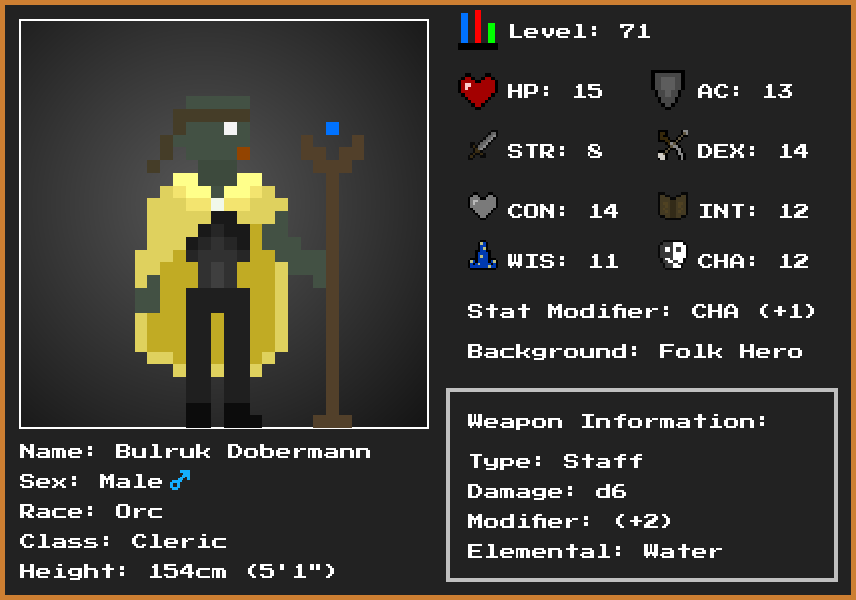 Level: 71
HP: 15
AC: 13
STR: 8
DEX: 14
CON: 14
INT: 12
WIS: 11
CHA: 12
Stat Modifier: CHA (+1)
Background: Folk Hero
Weapon Information:
Type: Staff
Damage: d6
Modifier: (+2)
Elemental: Water
Name: Bulruk Dobermann
Sex: Male♂
Race: Orc
Class: Cleric
Height: 154cm (5'1")